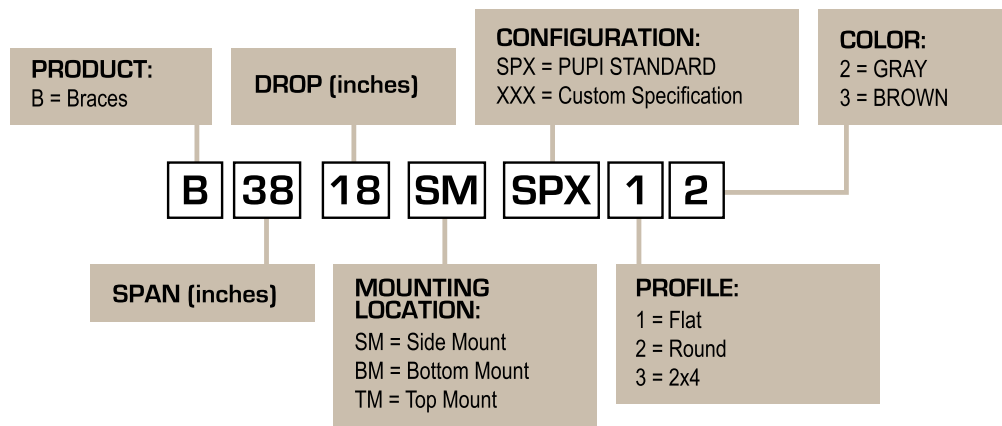 PRODUCT:
B = Braces
DROP (inches)
CONFIGURATION:
SPX = PUPI STANDARD
XXX = Custom Specification
COLOR:
2 = GRAY
3 = BROWN
B 38 18 SM SPX 1 2
SPAN (inches)
MOUNTING
LOCATION:
SM = Side Mount
BM = Bottom Mount
TM = Top Mount
PROFILE:
1 = Flat
2 = Round
3 = 2x4